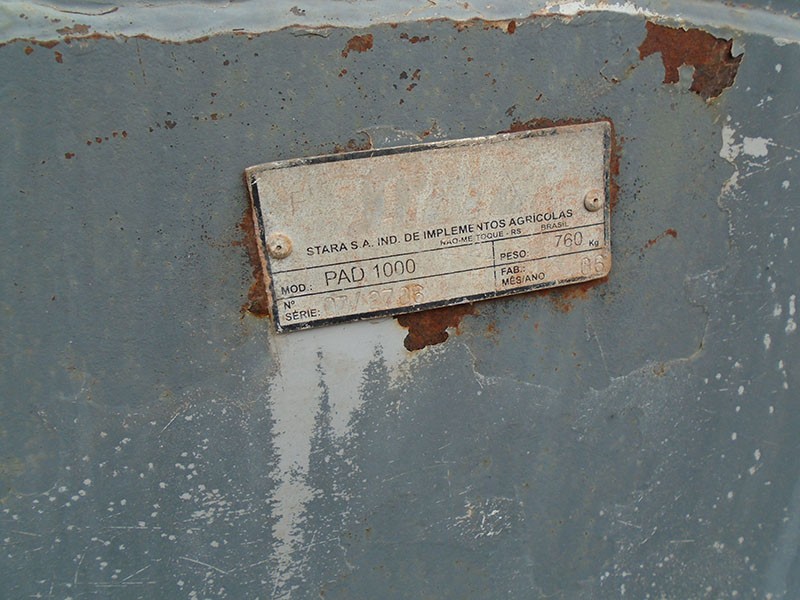 STARA S.A. IND. DE IMPLEMENTOS AGRÍCOLAS
NÃO-ME-TOQUE - RS BRASIL
MOD.: PAD 1000 PESO: 760 Kg
Nº SÉRIE: FAB.: MÊS/ANO 06